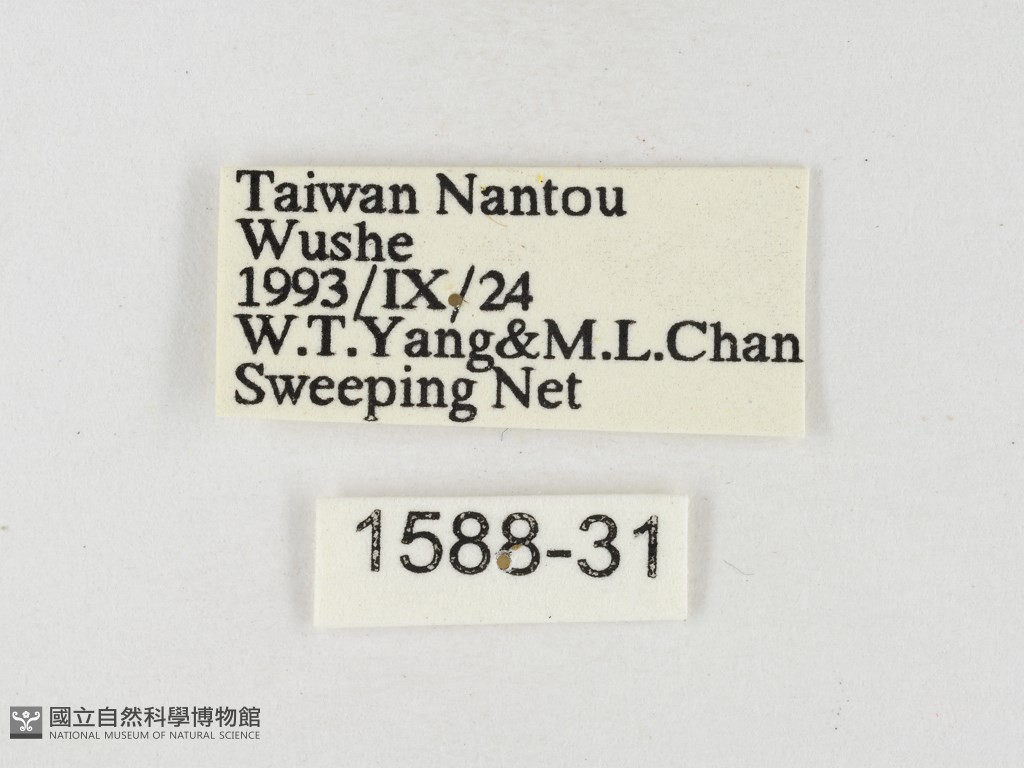 Taiwan Nantou
Wushe
1993/IX/24
W.T.Yang&M.L.Chan
Sweeping Net
1588-31
國立自然科學博物館
NATIONAL MUSEUM OF NATURAL SCIENCE